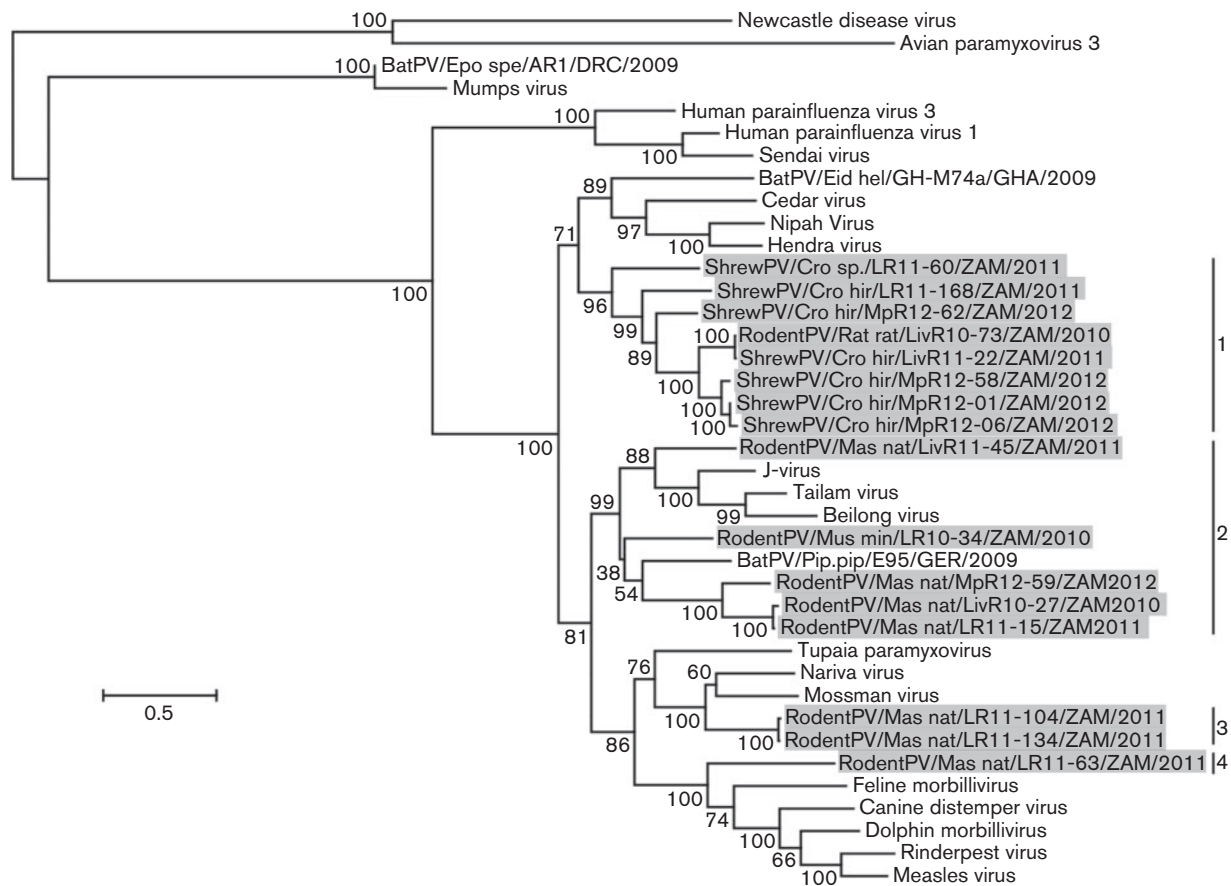 Newcastle disease virus
100
Avian paramyxovirus 3
BatPV/Epo spe/AR1/DRC/2009
100
Mumps virus
Human parainfluenza virus 3
100
Human parainfluenza virus 1
100
Sendai virus
BatPV/Eid hel/GH-M74a/GHA/2009
89
Cedar virus
97
Nipah Virus
100
Hendra virus
71
ShrewPV/Cro sp./LR11-60/ZAM/2011
100
96
ShrewPV/Cro hir/LR11-168/ZAM/2011
99
ShrewPV/Cro hir/MpR12-62/ZAM/2012
89
100
RodentPV/Rat rat/LivR10-73/ZAM/2010
1
ShrewPV/Cro hir/LivR11-22/ZAM/2011
100
ShrewPV/Cro hir/MpR12-58/ZAM/2012
100
ShrewPV/Cro hir/MpR12-01/ZAM/2012
100
ShrewPV/Cro hir/MpR12-06/ZAM/2012
100
RodentPV/Mas nat/LivR11-45/ZAM/2011
88
J-virus
100
Tailam virus
99
99
Beilong virus
2
RodentPV/Mus min/LR10-34/ZAM/2010
38
BatPV/Pip.pip/E95/GER/2009
54
RodentPV/Mas nat/MpR12-59/ZAM2012
100
RodentPV/Mas nat/LivR10-27/ZAM2010
100
RodentPV/Mas nat/LR11-15/ZAM2011
81
Tupaia paramyxovirus
76
60
Nariva virus
Mossman virus
100
RodentPV/Mas nat/LR11-104/ZAM/2011
3
100
RodentPV/Mas nat/LR11-134/ZAM/2011
86
RodentPV/Mas nat/LR11-63/ZAM/2011
4
100
Feline morbillivirus
74
Canine distemper virus
100
Dolphin morbillivirus
66
Rinderpest virus
100
Measles virus
0.5